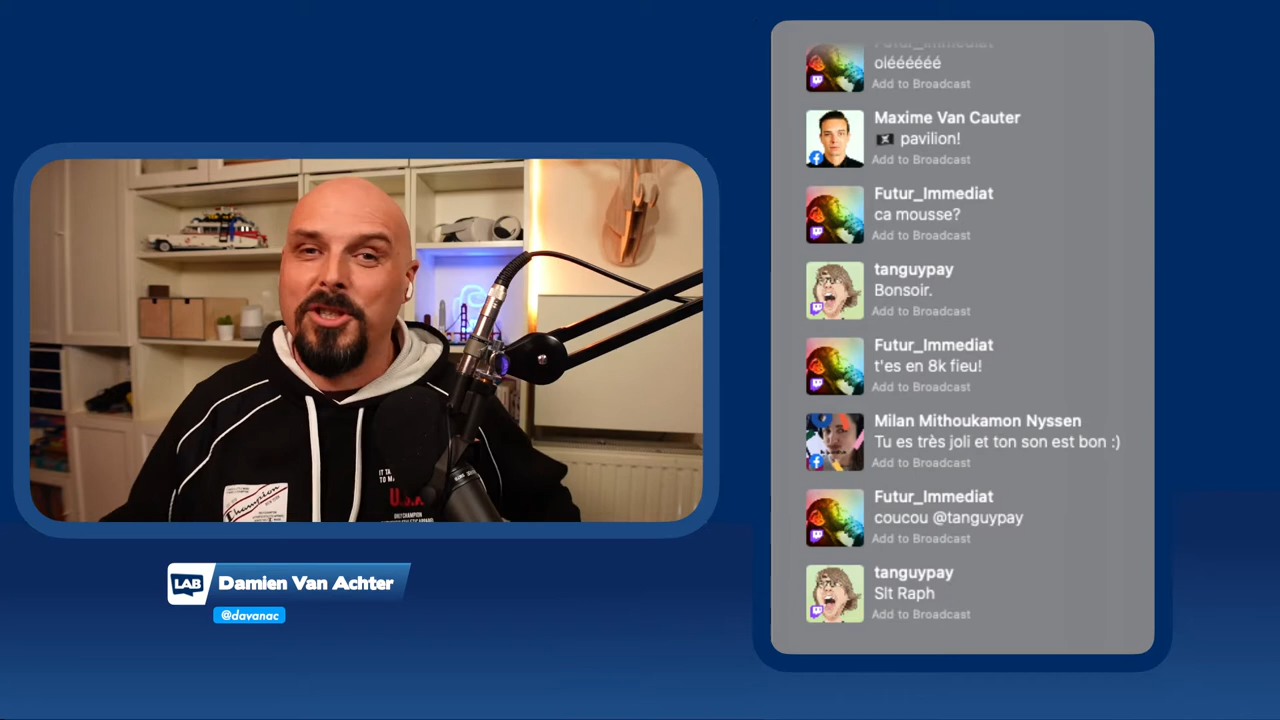 Futur_Immediat
oléééééé
Add to Broadcast
Maxime Van Cauter
pavilion!
Add to Broadcast
Futur_Immediat
ca mousse?
Add to Broadcast
tanguypay
Bonsoir.
Add to Broadcast
Futur_Immediat
t'es en 8k fieu!
Add to Broadcast
Milan Mithoukamon Nyssen
Tu es très joli et ton son est bon :)
Add to Broadcast
Futur_Immediat
coucou @tanguypay
Add to Broadcast
tanguypay
Slt Raph
Add to Broadcast
Champion
U.S.A
LAB
Damien Van Achter
@davanac